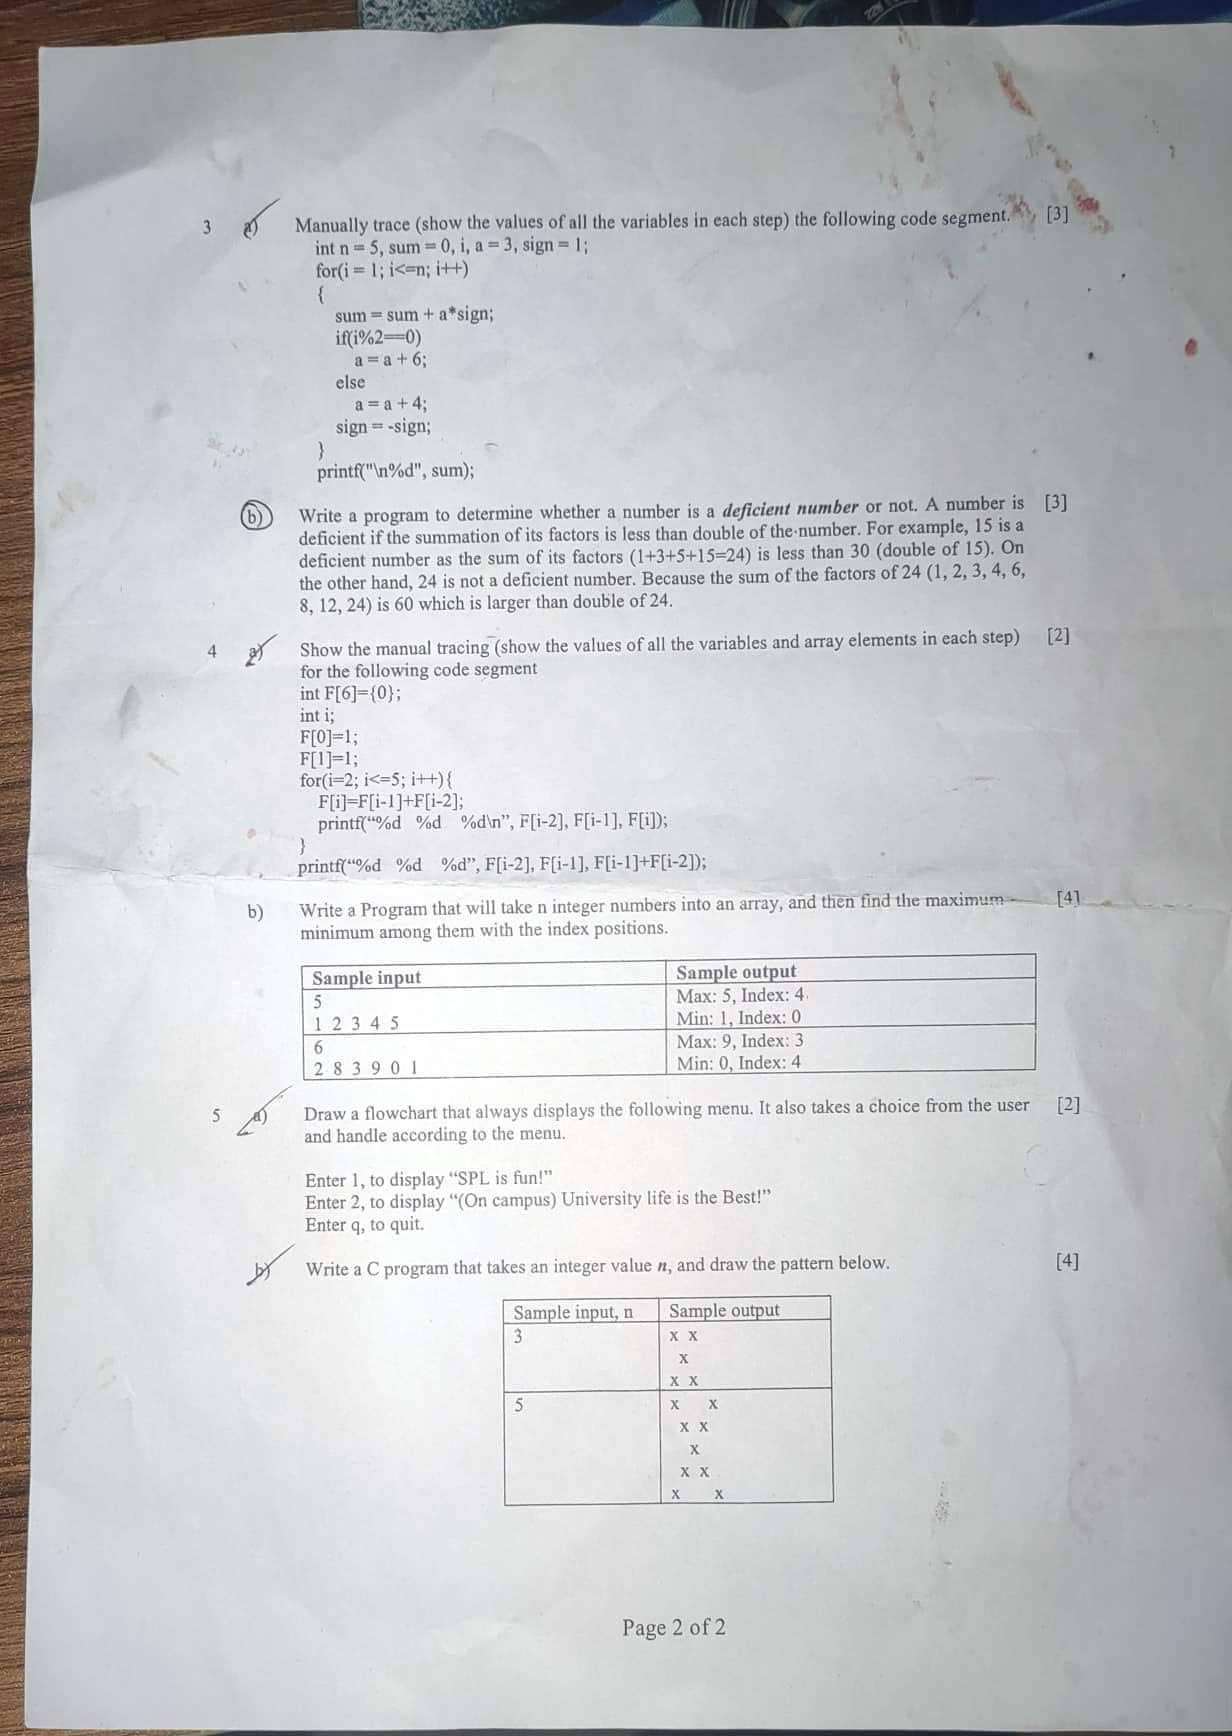 3 a) Manually trace (show the values of all the variables in each step) the following code segment. [3]
int n = 5, sum = 0, i, a = 3, sign = 1;
for(i = 1; i<=n; i++)
{
sum = sum + a*sign;
if(i%2==0)
a = a + 6;
else
a = a + 4;
sign = -sign;
}
printf("\n%d", sum);
b) Write a program to determine whether a number is a deficient number or not. A number is [3]
deficient if the summation of its factors is less than double of the number. For example, 15 is a
deficient number as the sum of its factors (1+3+5+15=24) is less than 30 (double of 15). On
the other hand, 24 is not a deficient number. Because the sum of the factors of 24 (1, 2, 3, 4, 6,
8, 12, 24) is 60 which is larger than double of 24.
4 a) Show the manual tracing (show the values of all the variables and array elements in each step) [2]
for the following code segment
int F[6]={0};
int i;
F[0]=1;
F[1]=1;
for(i=2; i<=5; i++){
F[i]=F[i-1]+F[i-2];
printf(“%d %d %d\n”, F[i-2], F[i-1], F[i]);
}
printf(“%d %d %d”, F[i-2], F[i-1], F[i-1]+F[i-2]);
b) Write a Program that will take n integer numbers into an array, and then find the maximum [4]
minimum among them with the index positions.
Sample input Sample output
5 Max: 5, Index: 4
1 2 3 4 5 Min: 1, Index: 0
6 Max: 9, Index: 3
2 8 3 9 0 1 Min: 0, Index: 4
5 a) Draw a flowchart that always displays the following menu. It also takes a choice from the user [2]
and handle according to the menu.
Enter 1, to display “SPL is fun!”
Enter 2, to display “(On campus) University life is the Best!”
Enter q, to quit.
b) Write a C program that takes an integer value n, and draw the pattern below. [4]
Sample input, n Sample output
3 x x
x
x x
5 x x
x x
x
x x
x x
Page 2 of 2